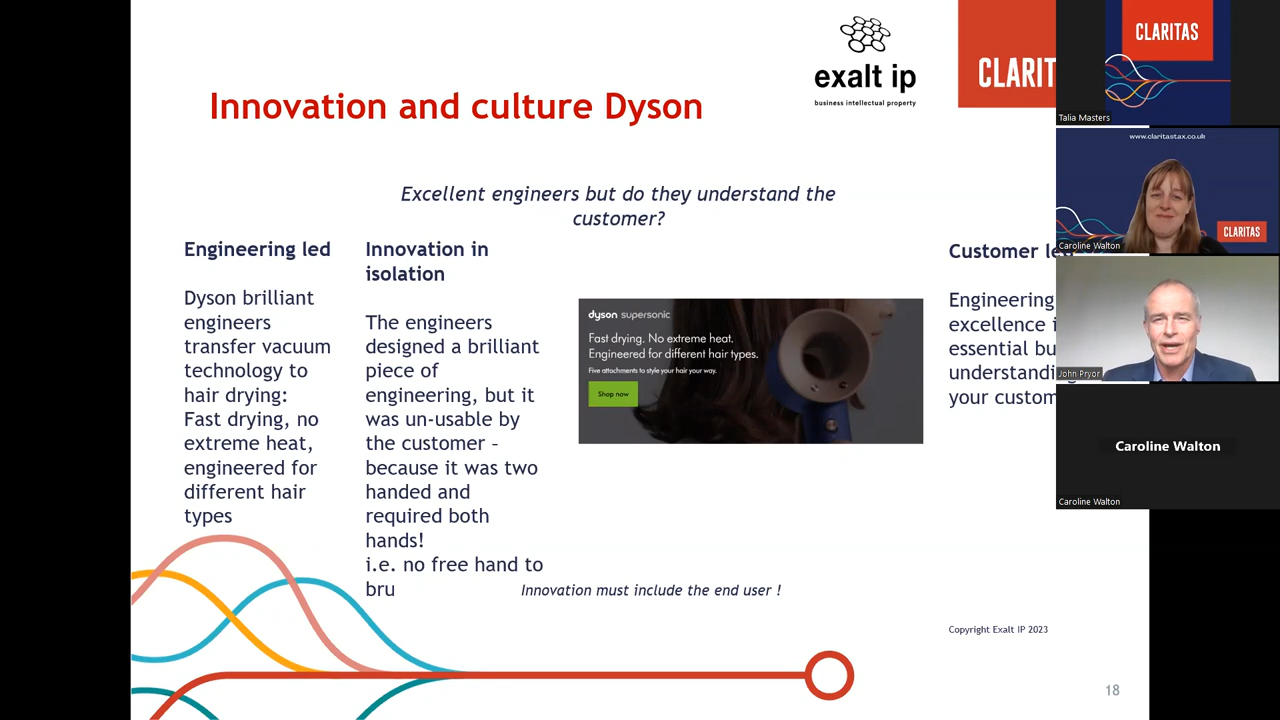 exalt ip
business intellectual property
CLARIT
Innovation and culture Dyson
Excellent engineers but do they understand the
customer?
Engineering led
Dyson brilliant
engineers
transfer vacuum
technology to
hair drying:
Fast drying, no
extreme heat,
engineered for
different hair
types
Innovation in
isolation
The engineers
designed a brilliant
piece of
engineering, but it
was un-usable by
the customer –
because it was two
handed and
required both
hands!
i.e. no free hand to
bru
dyson supersonic
Fast drying. No extreme heat.
Engineered for different hair types.
Five attachments to style your hair your way.
Shop now
Customer le
Engineering
excellence i
essential bu
understandi
your custom
Innovation must include the end user !
Copyright Exalt IP 2023
18
CLARITAS
Talia Masters
www.claritastax.co.uk
CLARITAS
Caroline Walton
John Pryor
Caroline Walton
Caroline Walton